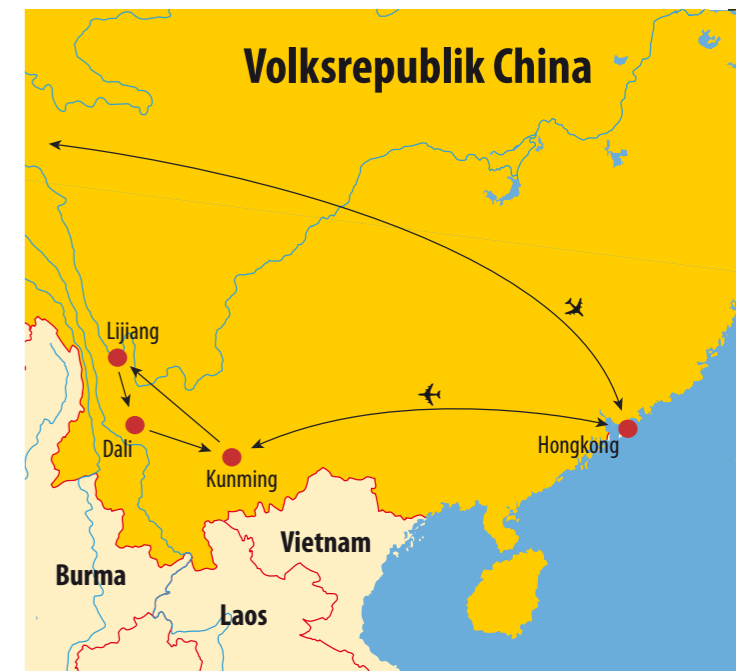 Volksrepublik China
Lijiang
Dali
Kunming
Hongkong
Vietnam
Burma
Laos